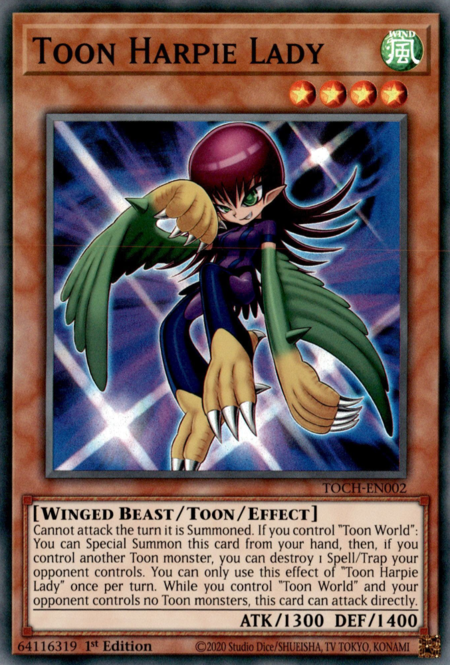 Toon Harpie Lady
WIND
風
TOCH-EN002
[Winged Beast/Toon/Effect]
Cannot attack the turn it is Summoned. If you control "Toon World":
You can Special Summon this card from your hand, then, if you
control another Toon monster, you can destroy 1 Spell/Trap your
opponent controls. You can only use this effect of "Toon Harpie
Lady" once per turn. While you control "Toon World" and your
opponent controls no Toon monsters, this card can attack directly.
ATK/1300 DEF/1400
64116319 1st Edition ©2020 Studio Dice/SHUEISHA, TV TOKYO, KONAMI